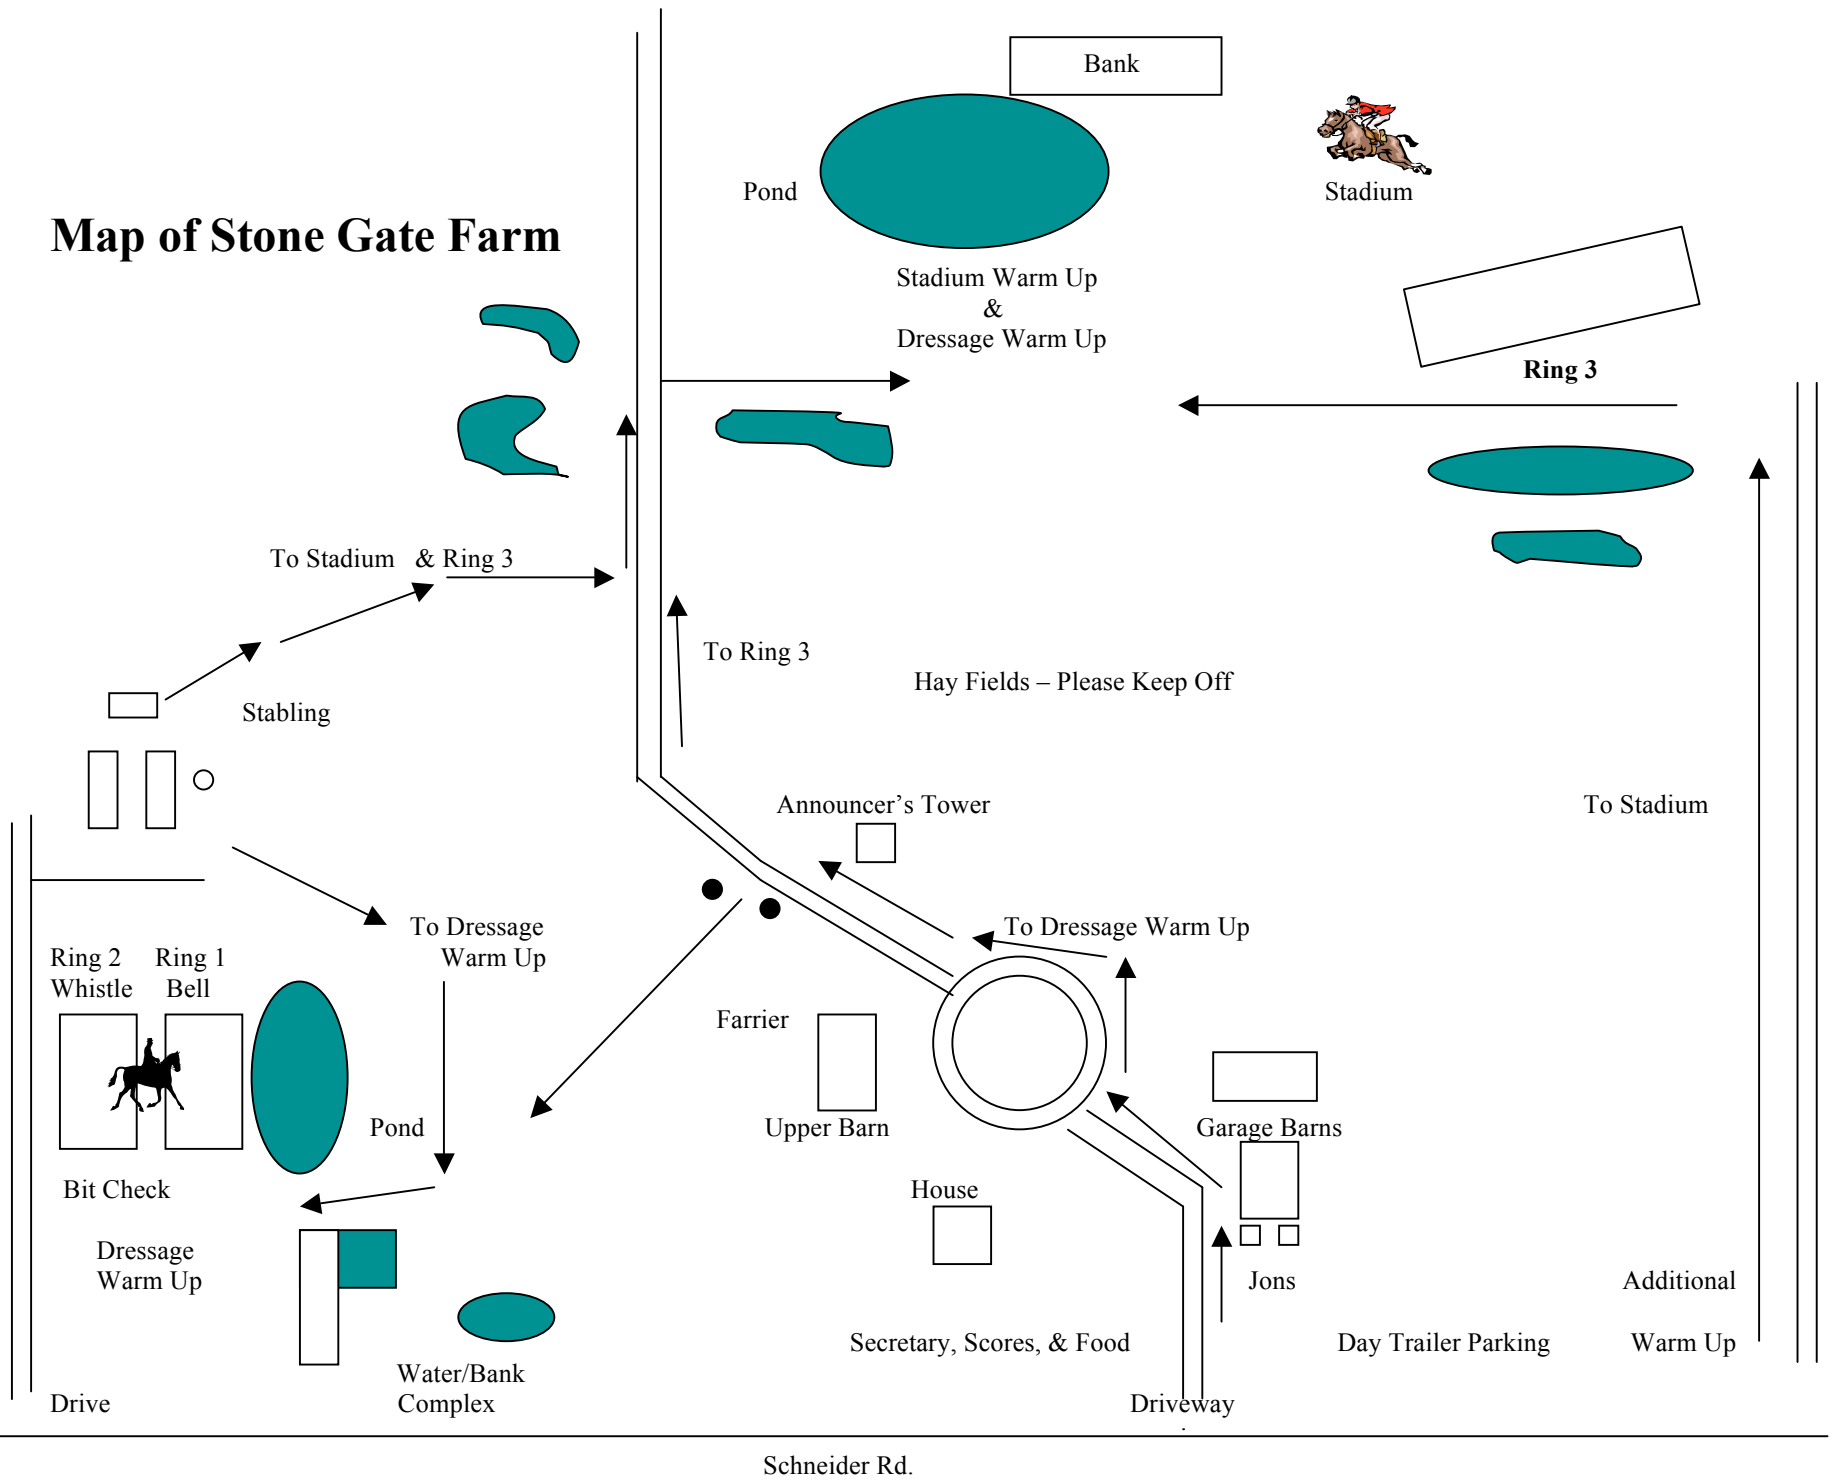 Bank
Pond
Stadium
Map of Stone Gate Farm
Stadium Warm Up
&
Dressage Warm Up
Ring 3
To Stadium & Ring 3
To Ring 3
Hay Fields – Please Keep Off
Stabling
Announcer's Tower
To Stadium
To Dressage
Warm Up
To Dressage Warm Up
Ring 2
Whistle
Ring 1
Bell
Farrier
Pond
Upper Barn
Garage Barns
Bit Check
House
Dressage
Warm Up
Jons
Additional
Warm Up
Secretary, Scores, & Food
Day Trailer Parking
Water/Bank
Complex
Drive
Driveway
Schneider Rd.